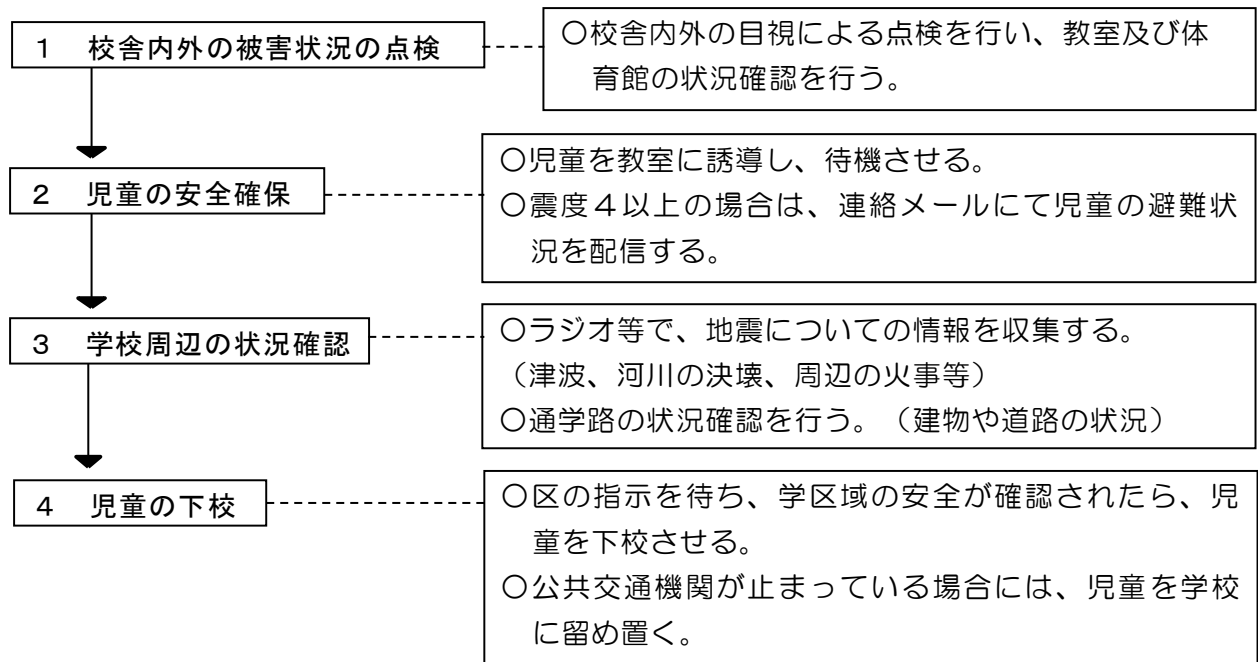 １　校舎内外の被害状況の点検
〇校舎内外の目視による点検を行い、教室及び体
育館の状況確認を行う。
２　児童の安全確保
〇児童を教室に誘導し、待機させる。
〇震度４以上の場合は、連絡メールにて児童の避難状
況を配信する。
３　学校周辺の状況確認
〇ラジオ等で、地震についての情報を収集する。
（津波、河川の決壊、周辺の火事等）
〇通学路の状況確認を行う。（建物や道路の状況）
４　児童の下校
〇区の指示を待ち、学区域の安全が確認されたら、児
童を下校させる。
〇公共交通機関が止まっている場合には、児童を学校
に留め置く。